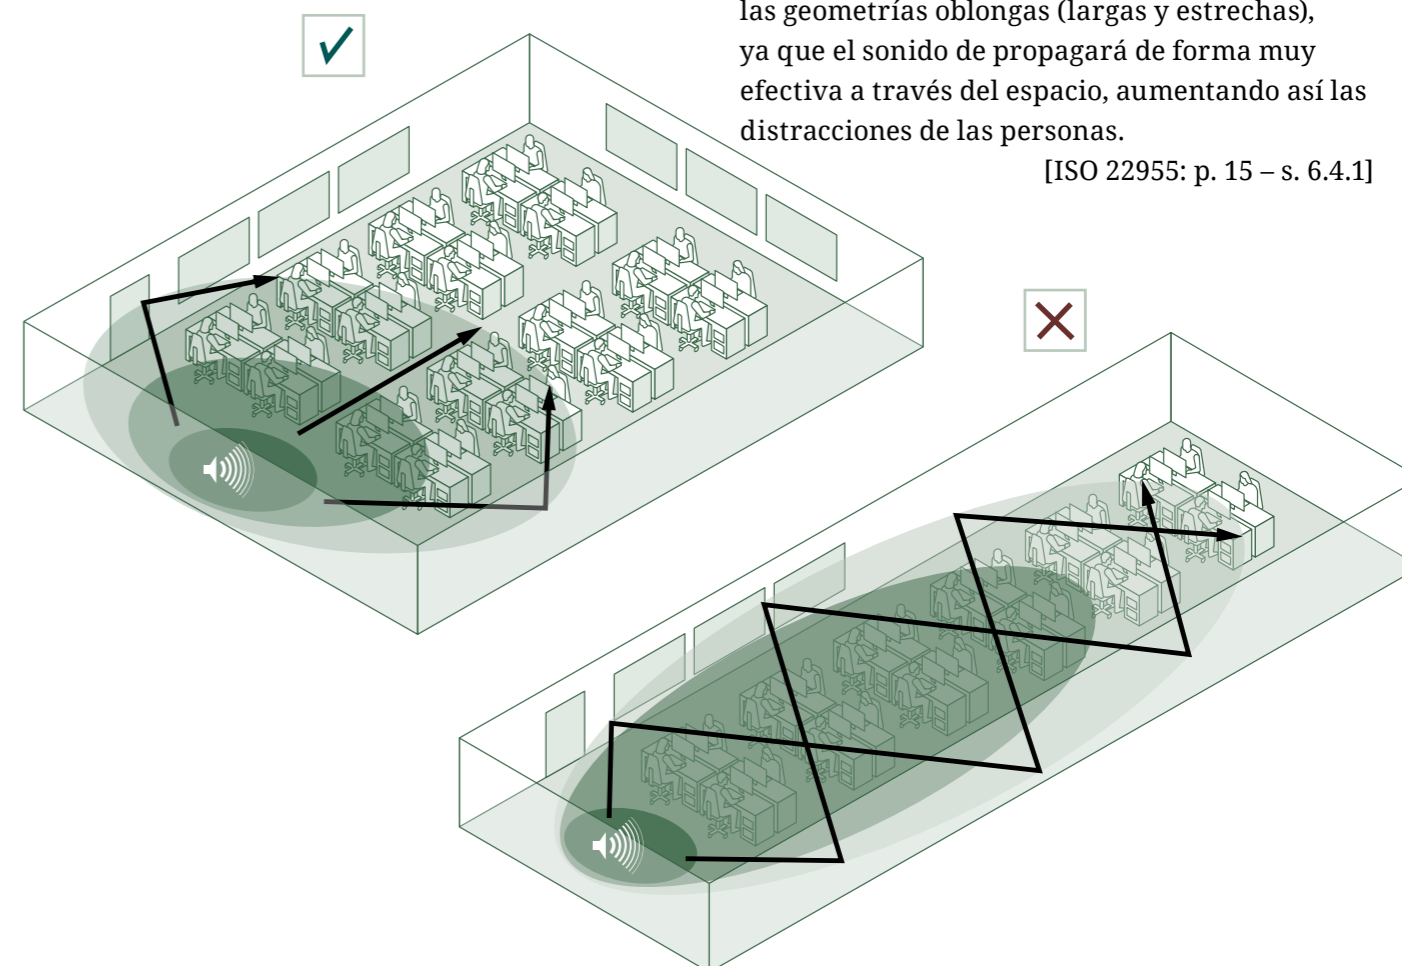 las geometrías oblongas (largas y estrechas),
ya que el sonido de propagará de forma muy
efectiva a través del espacio, aumentando así las
distracciones de las personas.
[ISO 22955: p. 15 – s. 6.4.1]